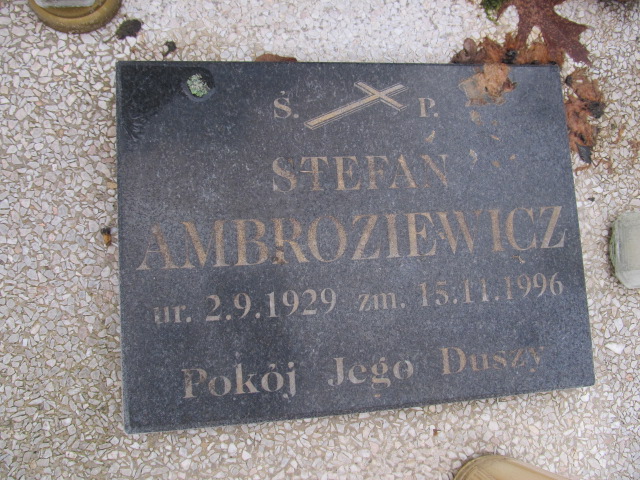 Ś. P.
STEFAN
AMBROZIEWICZ
ur. 2.9.1929 zm. 15.11.1996
Pokój Jego Duszy